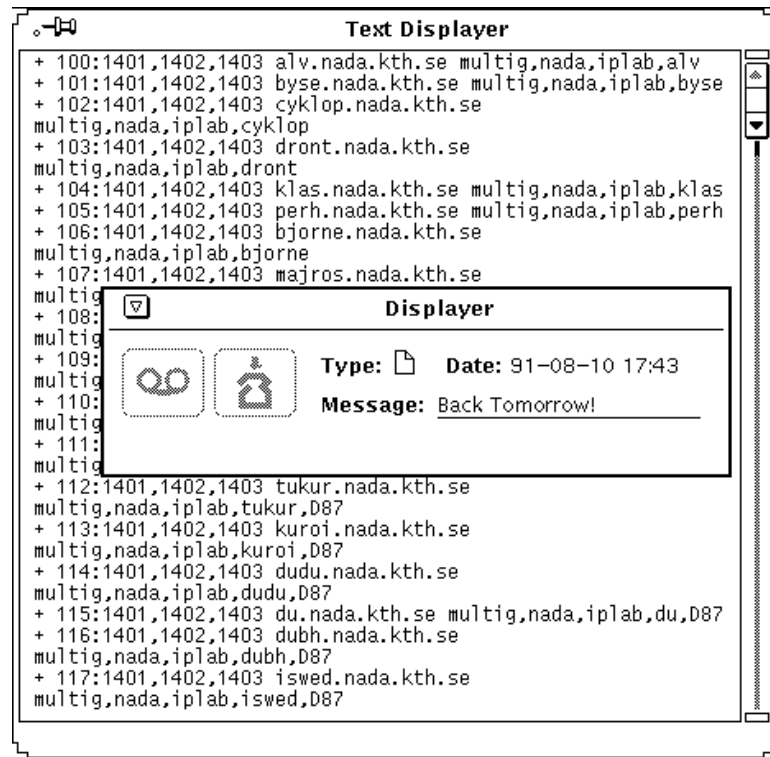 Text Displayer
+ 100:1401,1402,1403 alv.nada.kth.se multig,nada,iplab,alv
+ 101:1401,1402,1403 byse.nada.kth.se multig,nada,iplab,byse
+ 102:1401,1402,1403 cyklop.nada.kth.se
multig,nada,iplab,cyklop
+ 103:1401,1402,1403 dront.nada.kth.se
multig,nada,iplab,dront
+ 104:1401,1402,1403 klas.nada.kth.se multig,nada,iplab,klas
+ 105:1401,1402,1403 perh.nada.kth.se multig,nada,iplab,perh
+ 106:1401,1402,1403 bjorne.nada.kth.se
multig,nada,iplab,bjorne
+ 107:1401,1402,1403 majros.nada.kth.se
multig
+ 108:
multig
+ 109:
multig
+ 110:
multig
+ 111:
multig
Displayer
Type: Date: 91-08-10 17:43
Message: Back Tomorrow!
+ 112:1401,1402,1403 tukur.nada.kth.se
multig,nada,iplab,tukur,D87
+ 113:1401,1402,1403 kuroi.nada.kth.se
multig,nada,iplab,kuroi,D87
+ 114:1401,1402,1403 dudu.nada.kth.se
multig,nada,iplab,dudu,D87
+ 115:1401,1402,1403 du.nada.kth.se multig,nada,iplab,du,D87
+ 116:1401,1402,1403 dubh.nada.kth.se
multig,nada,iplab,dubh,D87
+ 117:1401,1402,1403 iswed.nada.kth.se
multig,nada,iplab,iswed,D87